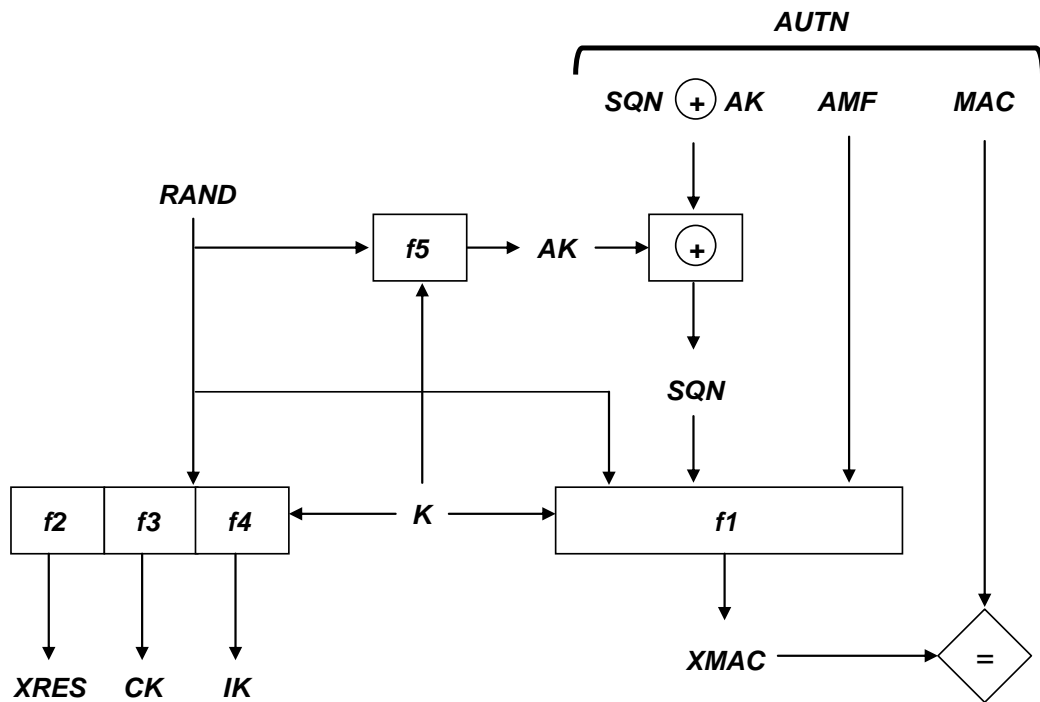 AUTN
SQN + AK AMF MAC
RAND
f5 AK +
SQN
f2 f3 f4 K f1
XMAC =
XRES CK IK